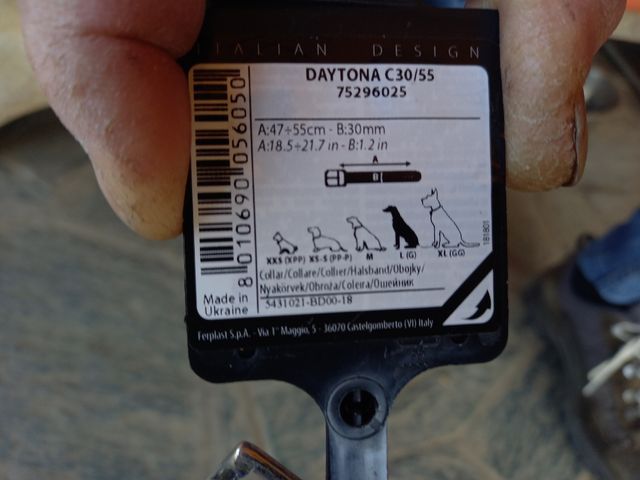 ITALIAN DESIGN
DAYTONA C30/55
75296025
A:47÷55cm - B:30mm
A:18.5÷21.7 in - B:1.2 in
A
B
XXS (XPP) XS-S (PP-P) M L (G) XL (GG)
181801
Collar/Collare/Collier/Halsband/Obojky/
Nyakörvek/Obroża/Coleira/Ошейник
5431021-BD00-18
Made in
Ukraine
8 010690 056050
Ferplast S.p.A. - Via 1° Maggio, 5 - 36070 Castelgomberto (VI) Italy